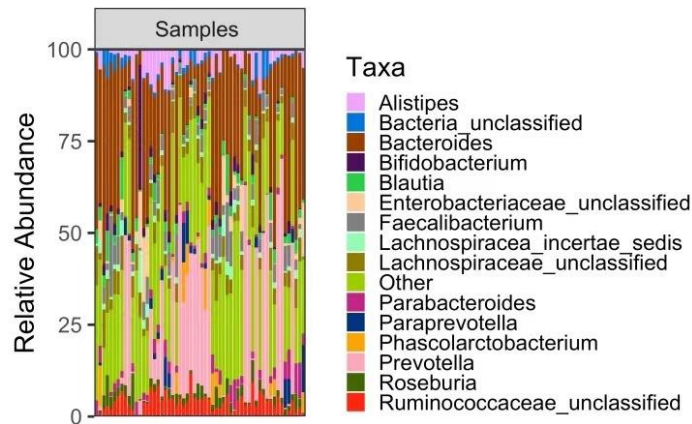 Samples
100
75
50
25
0
Relative Abundance
Taxa
Alistipes
Bacteria_unclassified
Bacteroides
Bifidobacterium
Blautia
Enterobacteriaceae_unclassified
Faecalibacterium
Lachnospiracea_incertae_sedis
Lachnospiraceae_unclassified
Other
Parabacteroides
Paraprevotella
Phascolarctobacterium
Prevotella
Roseburia
Ruminococcaceae_unclassified